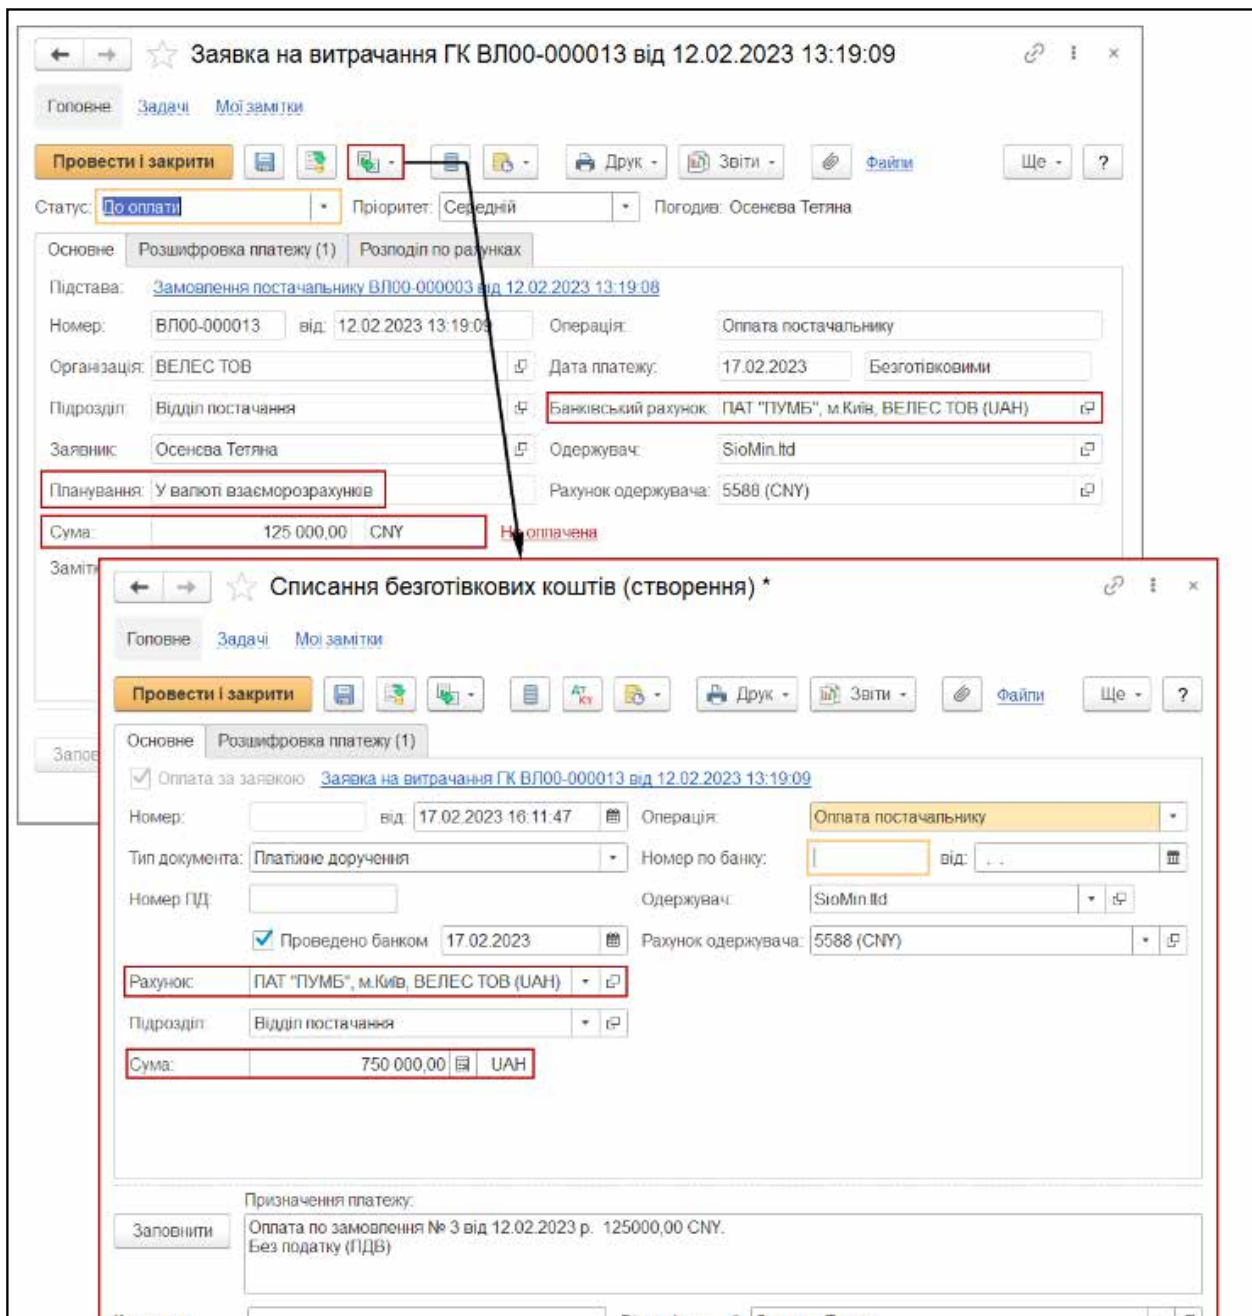 Заявка на витрачання ГК ВЛ00-000013 від 12.02.2023 13:19:09
Головне Задачі Мої замітки
Провести і закрити Друк Звіти Файли Ще ?
Статус: До оплати Пріоритет: Середній Погодив: Осенєва Тетяна
Основне Розшифровка платежу (1) Розподіл по рахунках
Підстава: Замовлення постачальнику ВЛ00-000003 від 12.02.2023 13:19:08
Номер: ВЛ00-000013 від: 12.02.2023 13:19:09 Операція: Оплата постачальнику
Організація: ВЕЛЕС ТОВ Дата платежу: 17.02.2023 Безготівковими
Підрозділ: Відділ постачання Банківський рахунок: ПАТ "ПУМБ", м.Київ, ВЕЛЕС ТОВ (UAH)
Заявник: Осенєва Тетяна Одержувач: SioMin.ltd
Планування: У валюті взаєморозрахунків Рахунок одержувача: 5588 (CNY)
Сума: 125 000,00 CNY Не оплачена
Заміт
Списання безготівкових коштів (створення) *
Головне Задачі Мої замітки
Провести і закрити Ат Кт Друк Звіти Файли Ще ?
Основне Розшифровка платежу (1)
Запов
Оплата за заявкою Заявка на витрачання ГК ВЛ00-000013 від 12.02.2023 13:19:09
Номер: від: 17.02.2023 16:11:47 Операція: Оплата постачальнику
Тип документа: Платіжне доручення Номер по банку: від: . .
Номер ПД: Одержувач: SioMin.ltd
Проведено банком 17.02.2023 Рахунок одержувача: 5588 (CNY)
Рахунок: ПАТ "ПУМБ", м.Київ, ВЕЛЕС ТОВ (UAH)
Підрозділ: Відділ постачання
Сума: 750 000,00 UAH
Призначення платежу:
Заповнити Оплата по замовлення № 3 від 12.02.2023 р. 125000,00 CNY.
Без податку (ПДВ)